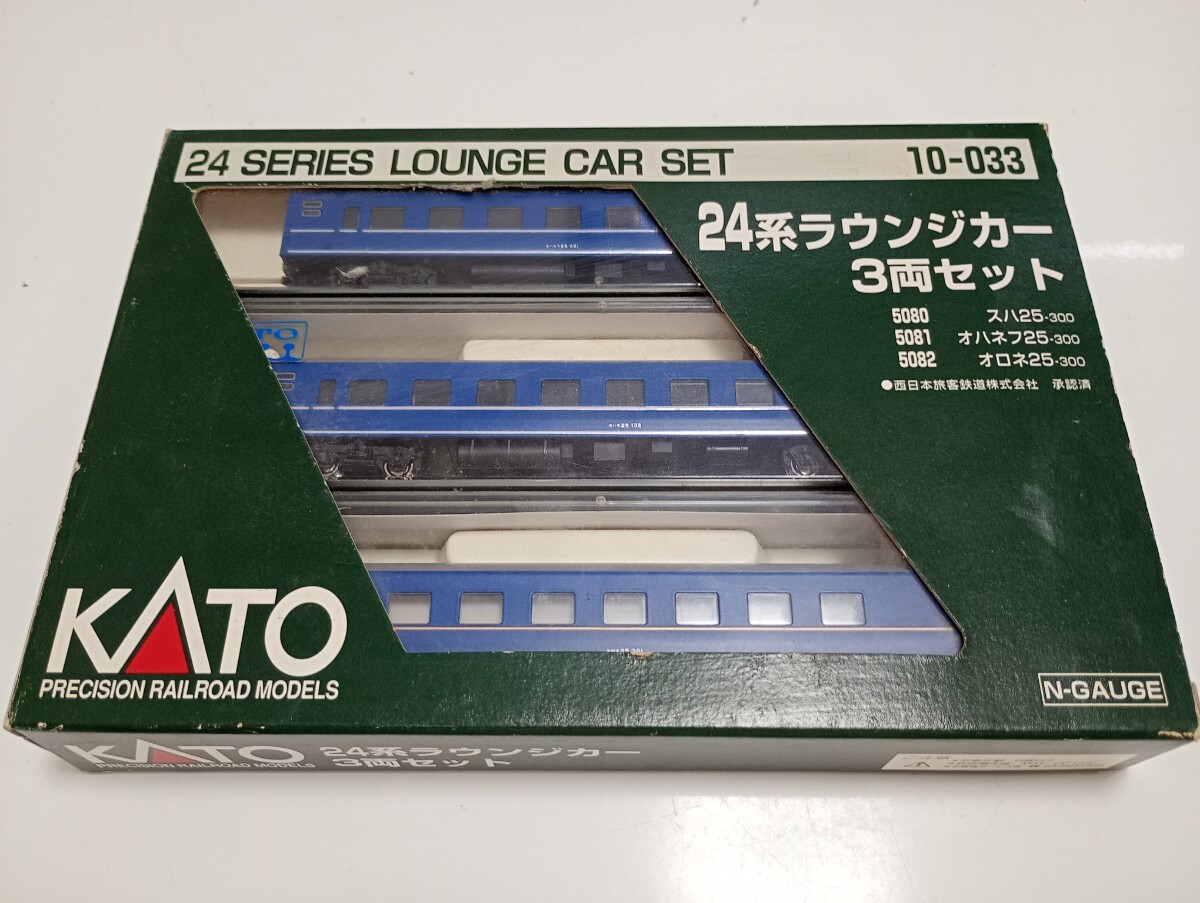 24 SERIES LOUNGE CAR SET 10-033
24系ラウンジカー
3両セット
5080 スハ25-300
5081 オハネフ25-300
5082 オロネ25-300
●西日本旅客鉄道株式会社 承認済
KATO
PRECISION RAILROAD MODELS
N-GAUGE
KATO
PRECISION RAILROAD MODELS
24系ラウンジカー
3両セット